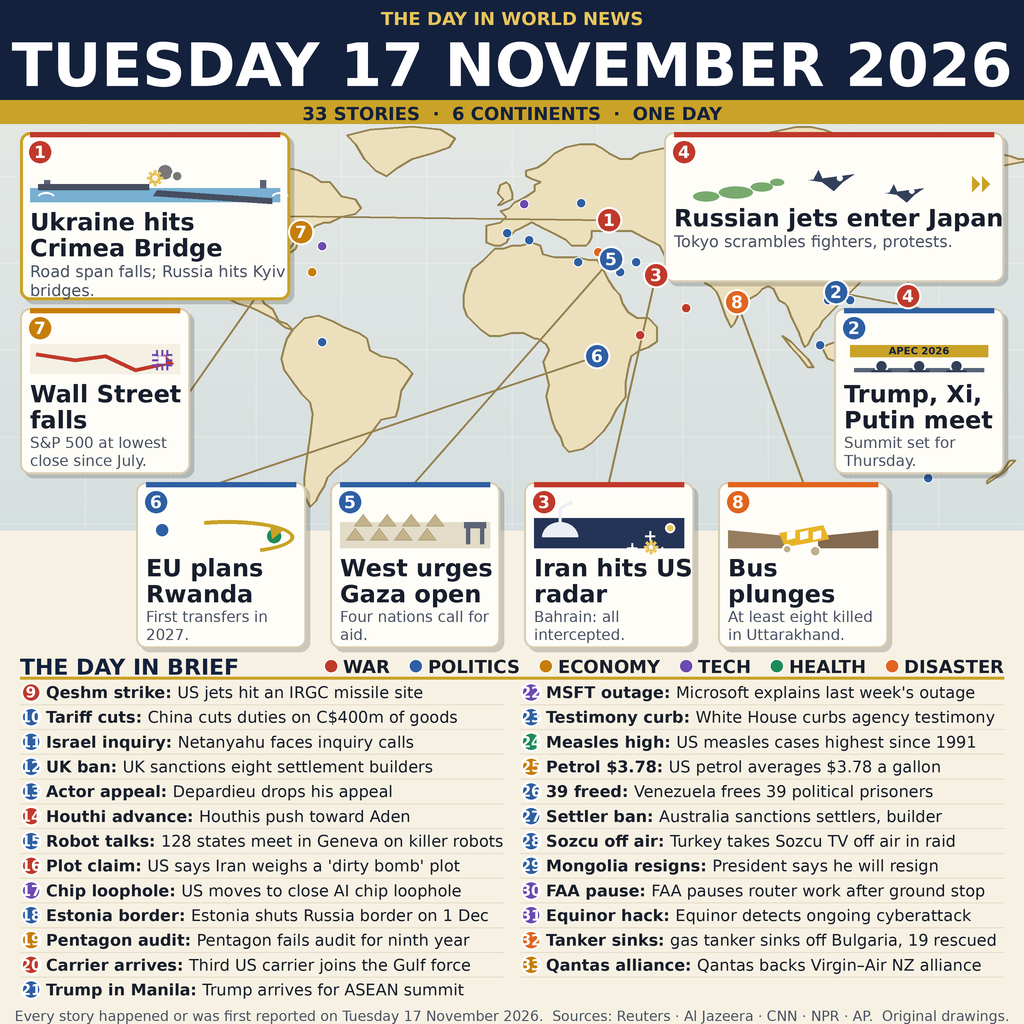 THE DAY IN WORLD NEWS
TUESDAY 17 NOVEMBER 2026
33 STORIES · 6 CONTINENTS · ONE DAY
1
Ukraine hits
Crimea Bridge
Road span falls; Russia hits Kyiv
bridges.
4
Russian jets enter Japan
Tokyo scrambles fighters, protests.
7
1
5
3
8
2
4
6
7
Wall Street
falls
S&P 500 at lowest
close since July.
2
APEC 2026
Trump, Xi,
Putin meet
Summit set for
Thursday.
6
EU plans
Rwanda
First transfers in
2027.
5
West urges
Gaza open
Four nations call for
aid.
3
Iran hits US
radar
Bahrain: all
intercepted.
8
Bus
plunges
At least eight killed
in Uttarakhand.
THE DAY IN BRIEF
WAR POLITICS ECONOMY TECH HEALTH DISASTER
9 Qeshm strike: US jets hit an IRGC missile site
10 Tariff cuts: China cuts duties on C$400m of goods
11 Israel inquiry: Netanyahu faces inquiry calls
12 UK ban: UK sanctions eight settlement builders
13 Actor appeal: Depardieu drops his appeal
14 Houthi advance: Houthis push toward Aden
15 Robot talks: 128 states meet in Geneva on killer robots
16 Plot claim: US says Iran weighs a 'dirty bomb' plot
17 Chip loophole: US moves to close AI chip loophole
18 Estonia border: Estonia shuts Russia border on 1 Dec
19 Pentagon audit: Pentagon fails audit for ninth year
20 Carrier arrives: Third US carrier joins the Gulf force
21 Trump in Manila: Trump arrives for ASEAN summit
22 MSFT outage: Microsoft explains last week's outage
23 Testimony curb: White House curbs agency testimony
24 Measles high: US measles cases highest since 1991
25 Petrol $3.78: US petrol averages $3.78 a gallon
26 39 freed: Venezuela frees 39 political prisoners
27 Settler ban: Australia sanctions settlers, builder
28 Sozcu off air: Turkey takes Sozcu TV off air in raid
29 Mongolia resigns: President says he will resign
30 FAA pause: FAA pauses router work after ground stop
31 Equinor hack: Equinor detects ongoing cyberattack
32 Tanker sinks: gas tanker sinks off Bulgaria, 19 rescued
33 Qantas alliance: Qantas backs Virgin–Air NZ alliance
Every story happened or was first reported on Tuesday 17 November 2026. Sources: Reuters · Al Jazeera · CNN · NPR · AP. Original drawings.